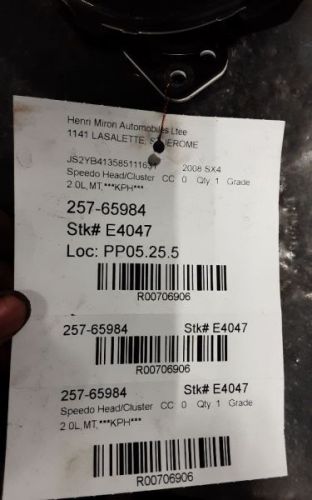 Henri Miron Automobiles Ltee
1141 LASALETTE, ST JEROME
JS2YB413585111631 2008 SX4
Speedo Head/Cluster CC 0 Qty 1 Grade
2.0L,MT,***KPH***
257-65984
Stk# E4047
Loc: PP05.25.5
R00706906
257-65984 Stk# E4047
R00706906
257-65984 Stk# E4047
Speedo Head/Cluster CC 0 Qty 1 Grade
2.0L,MT,***KPH***
R00706906